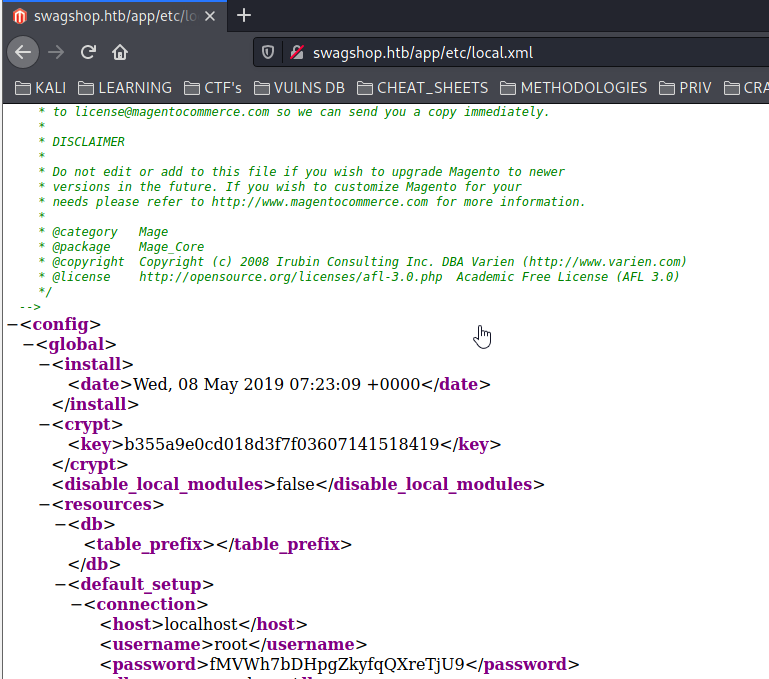 swagshop.htb/app/etc/lo
swagshop.htb/app/etc/local.xml
KALI LEARNING CTF's VULNS DB CHEAT_SHEETS METHODOLOGIES PRIV CRA
* to license@magentocommerce.com so we can send you a copy immediately.
*
* DISCLAIMER
*
* Do not edit or add to this file if you wish to upgrade Magento to newer
* versions in the future. If you wish to customize Magento for your
* needs please refer to http://www.magentocommerce.com for more information.
*
* @category   Mage
* @package    Mage_Core
* @copyright  Copyright (c) 2008 Irubin Consulting Inc. DBA Varien (http://www.varien.com)
* @license    http://opensource.org/licenses/afl-3.0.php  Academic Free License (AFL 3.0)
*/
-->
−<config>
−<global>
−<install>
<date>Wed, 08 May 2019 07:23:09 +0000</date>
</install>
−<crypt>
<key>b355a9e0cd018d3f7f03607141518419</key>
</crypt>
<disable_local_modules>false</disable_local_modules>
−<resources>
−<db>
<table_prefix></table_prefix>
</db>
−<default_setup>
−<connection>
<host>localhost</host>
<username>root</username>
<password>fMVWh7bDHpgZkyfqQXreTjU9</password>